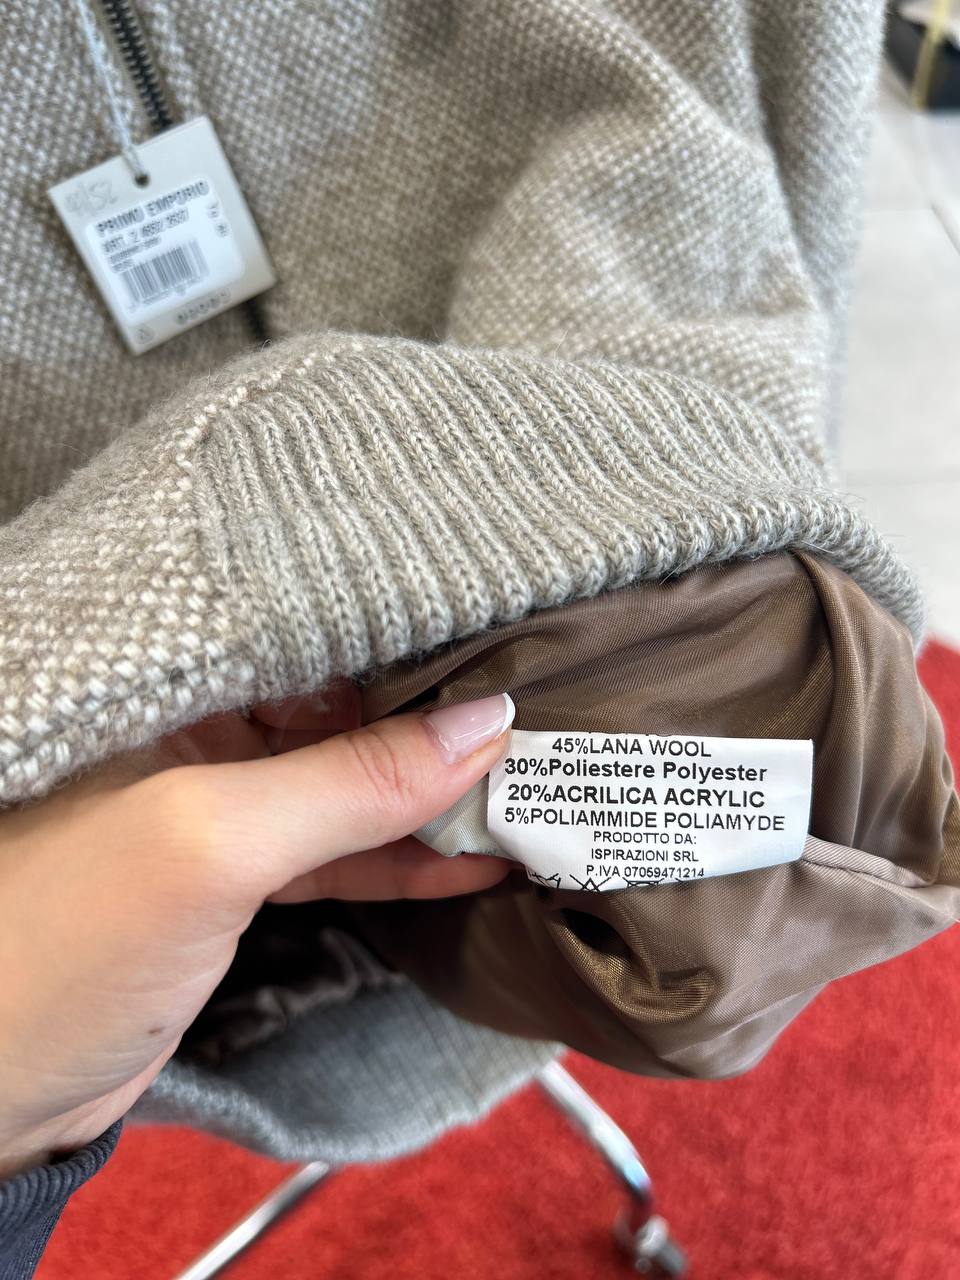 PRIMO EMPORIO
45%LANA WOOL
30%Poliestere Polyester
20%ACRILICA ACRYLIC
5%POLIAMMIDE POLIAMYDE
PRODOTTO DA:
ISPIRAZIONI SRL
P.IVA 07059471214